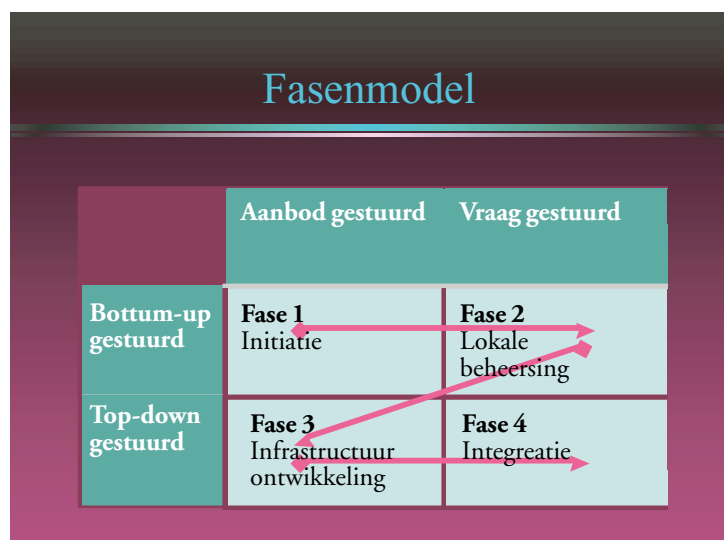 Fasenmodel
Aanbod gestuurd
Vraag gestuurd
Bottum-up
gestuurd
Fase 1
Initiatie
Fase 2
Lokale
beheersing
Top-down
gestuurd
Fase 3
Infrastructuur
ontwikkeling
Fase 4
Integreatie